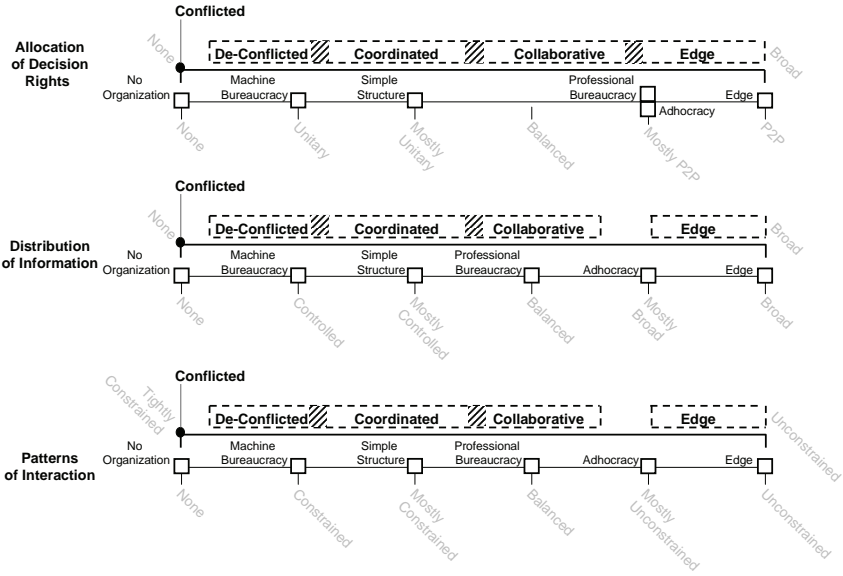 Conflicted
Allocation
of Decision
Rights
None
De-Conflicted
Coordinated
Collaborative
Edge
Broad
No
Organization
Machine
Bureaucracy
Simple
Structure
Professional
Bureaucracy
Adhocracy
Edge
None
Unitary
Mostly
Unitary
Balanced
Mostly P2P
P2P
Conflicted
Distribution
of Information
None
De-Conflicted
Coordinated
Collaborative
Edge
Broad
No
Organization
Machine
Bureaucracy
Simple
Structure
Professional
Bureaucracy
Adhocracy
Edge
None
Controlled
Mostly
Controlled
Balanced
Mostly
Broad
Broad
Conflicted
Patterns
of Interaction
Tightly
Constrained
De-Conflicted
Coordinated
Collaborative
Edge
Unconstrained
No
Organization
Machine
Bureaucracy
Simple
Structure
Professional
Bureaucracy
Adhocracy
Edge
None
Constrained
Mostly
Constrained
Balanced
Mostly
Unconstrained
Unconstrained